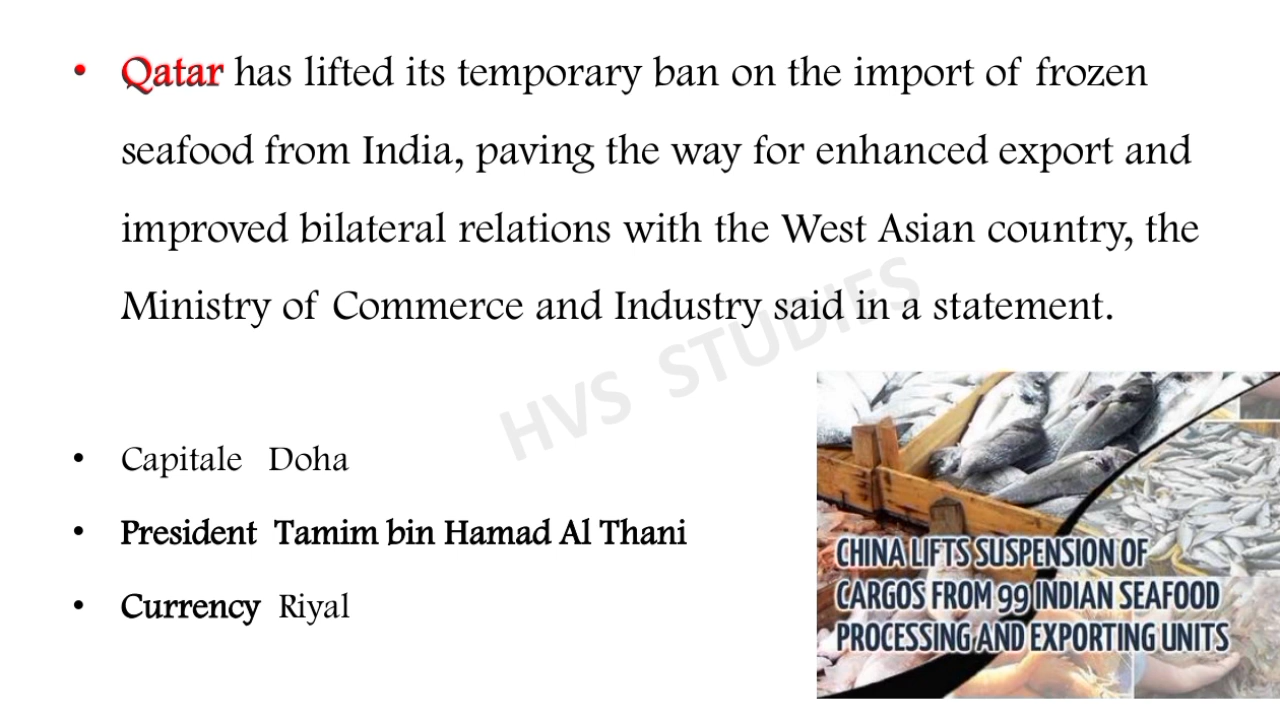 • Qatar has lifted its temporary ban on the import of frozen
seafood from India, paving the way for enhanced export and
improved bilateral relations with the West Asian country, the
Ministry of Commerce and Industry said in a statement.
HVS STUDIES
• Capitale Doha
• President Tamim bin Hamad Al Thani
• Currency Riyal
CHINA LIFTS SUSPENSION OF
CARGOS FROM 99 INDIAN SEAFOOD
PROCESSING AND EXPORTING UNITS